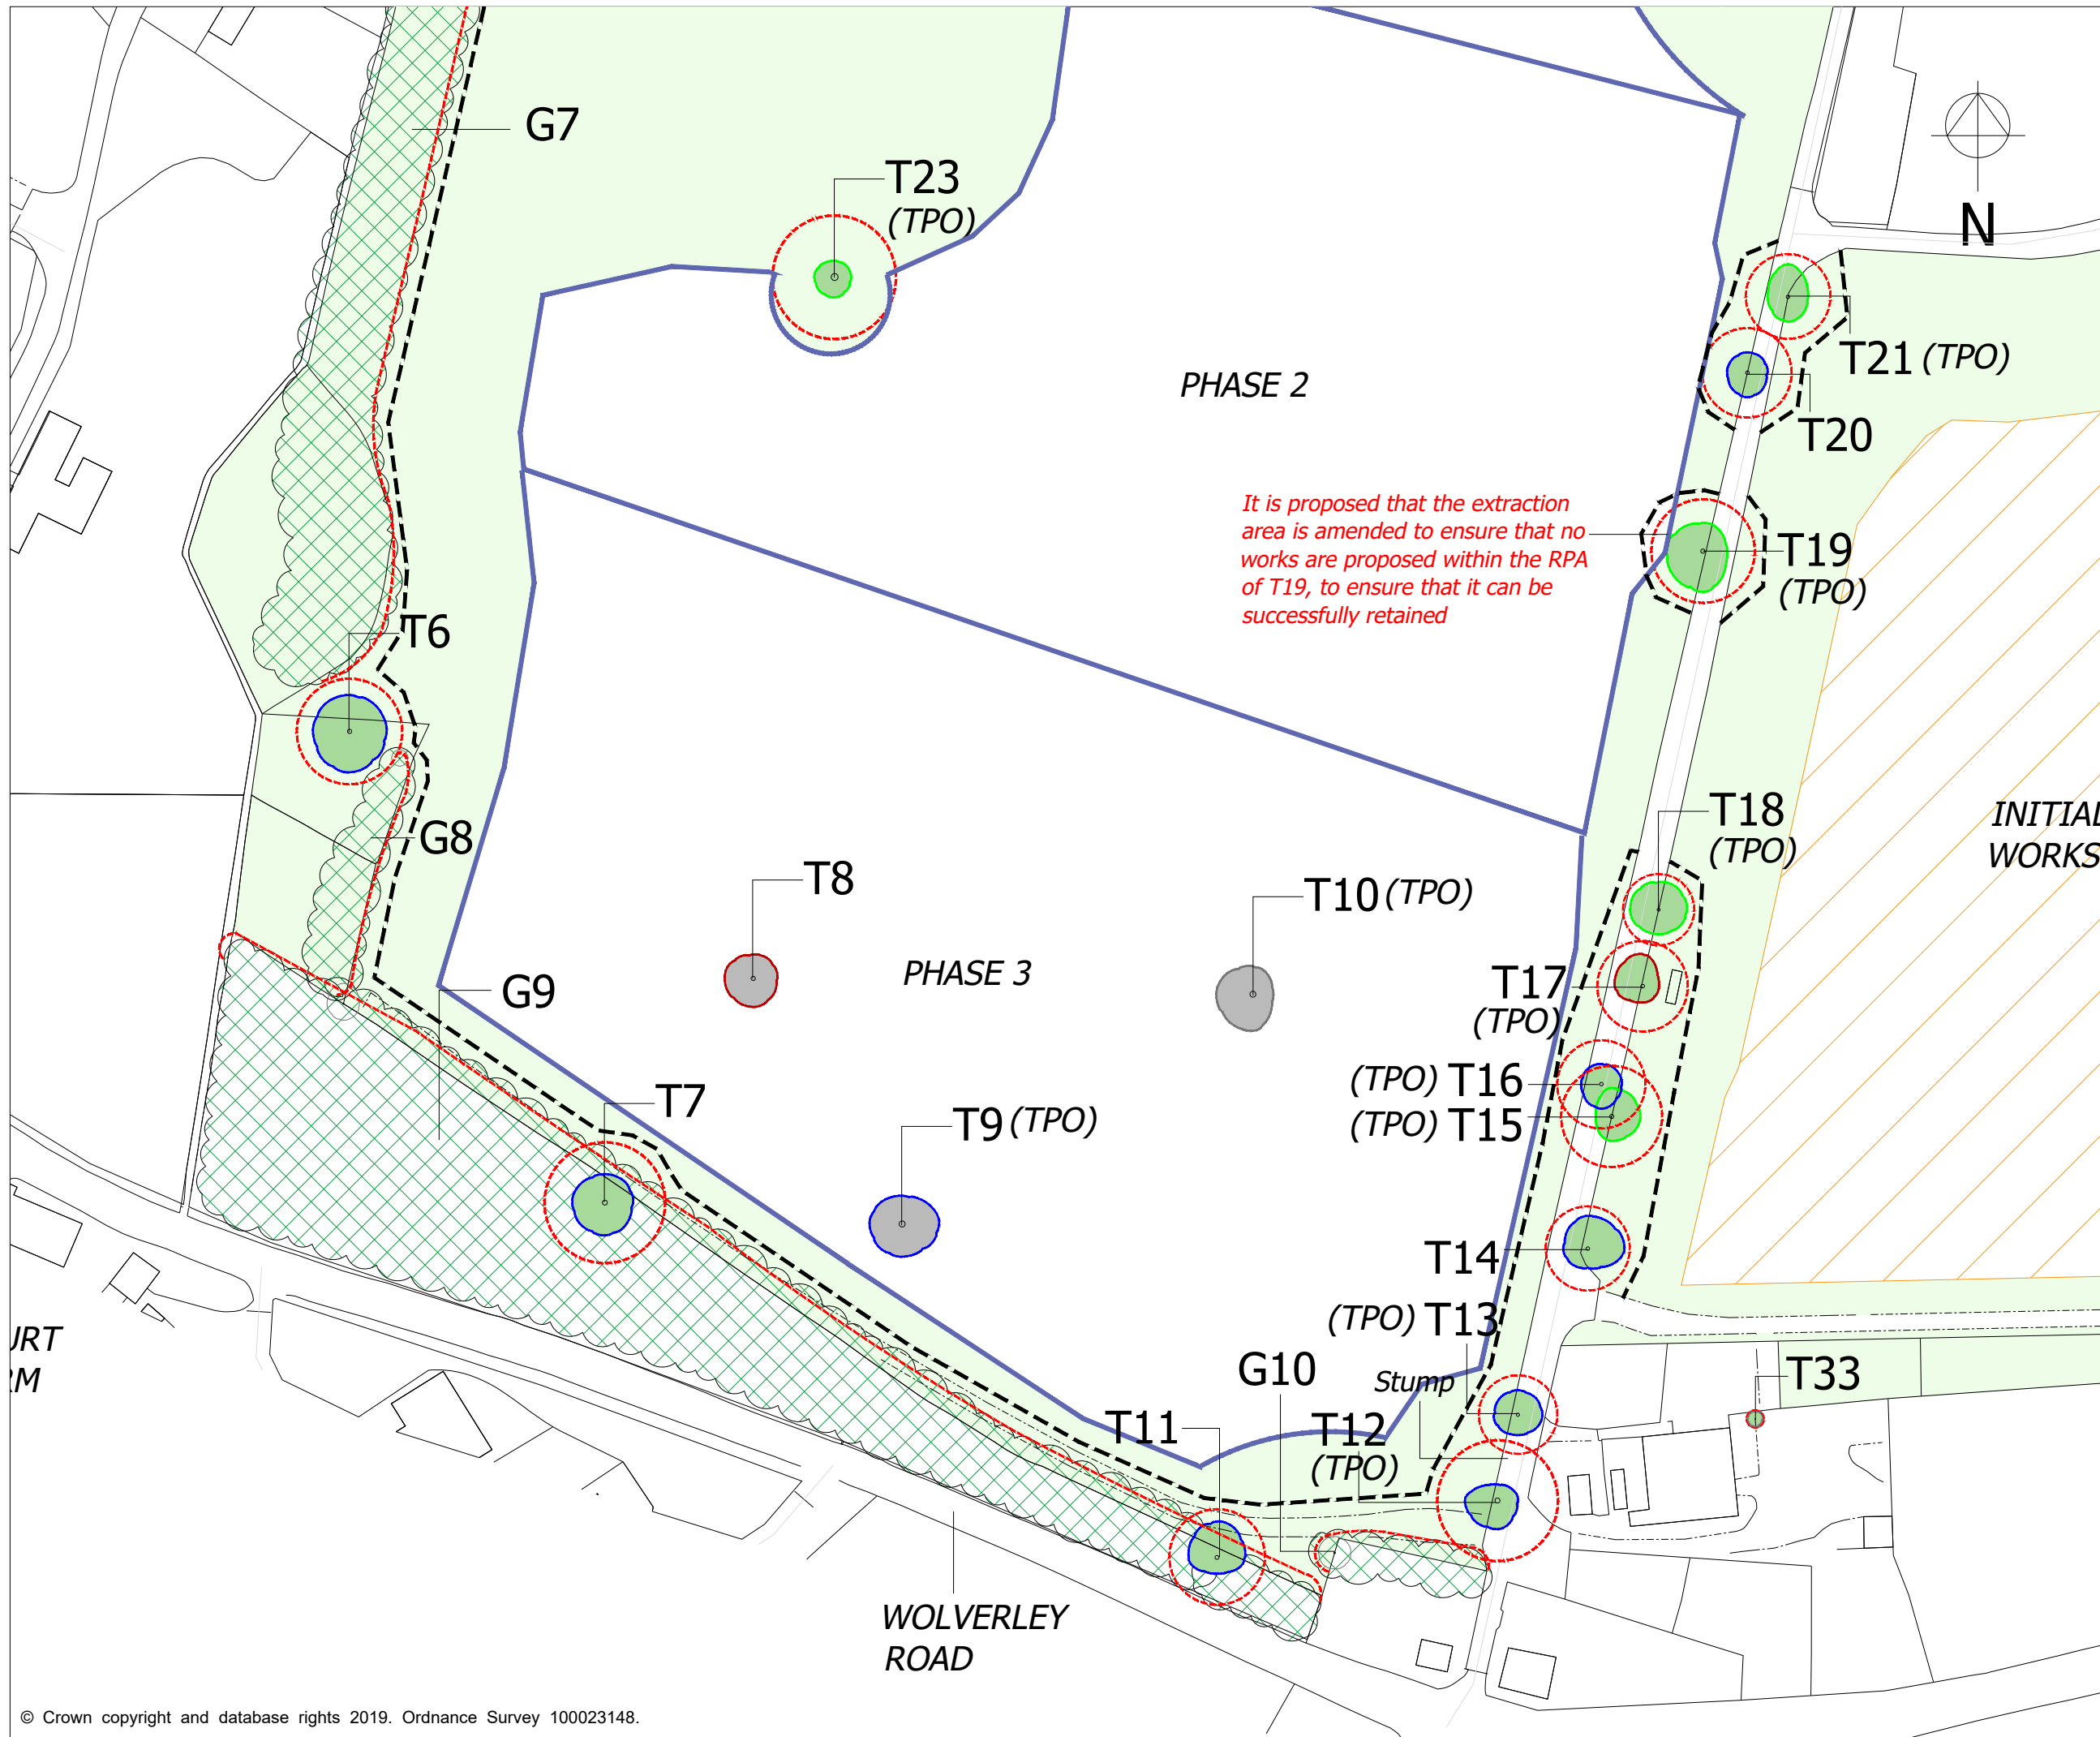 G7
T23
(TPO)
N
PHASE 2
T21 (TPO)
T20
It is proposed that the extraction
area is amended to ensure that no
works are proposed within the RPA
of T19, to ensure that it can be
successfully retained
T19
(TPO)
T6
G8
T18
(TPO)
INITIAL
WORKS
T8
T10 (TPO)
PHASE 3
T17
(TPO)
G9
T7
T9 (TPO)
(TPO) T16
(TPO) T15
T14
(TPO) T13
G10
Stump
T33
T11
T12
(TPO)
URT
RM
WOLVERLEY
ROAD
© Crown copyright and database rights 2019. Ordnance Survey 100023148.